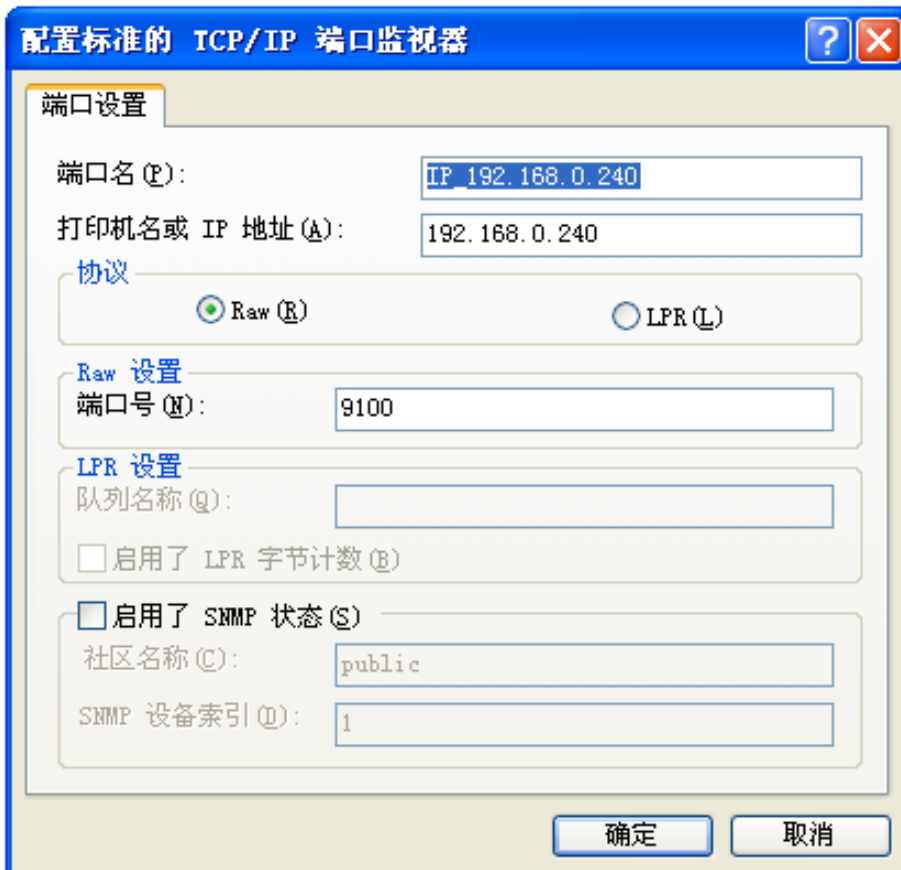 配置标准的 TCP/IP 端口监视器
端口设置
端口名(P): IP_192.168.0.240
打印机名或 IP 地址(A): 192.168.0.240
协议
Raw(R) LPR(L)
Raw 设置
端口号(N): 9100
LPR 设置
队列名称(Q):
启用了 LPR 字节计数(B)
启用了 SNMP 状态(S)
社区名称(C): public
SNMP 设备索引(D): 1
确定 取消